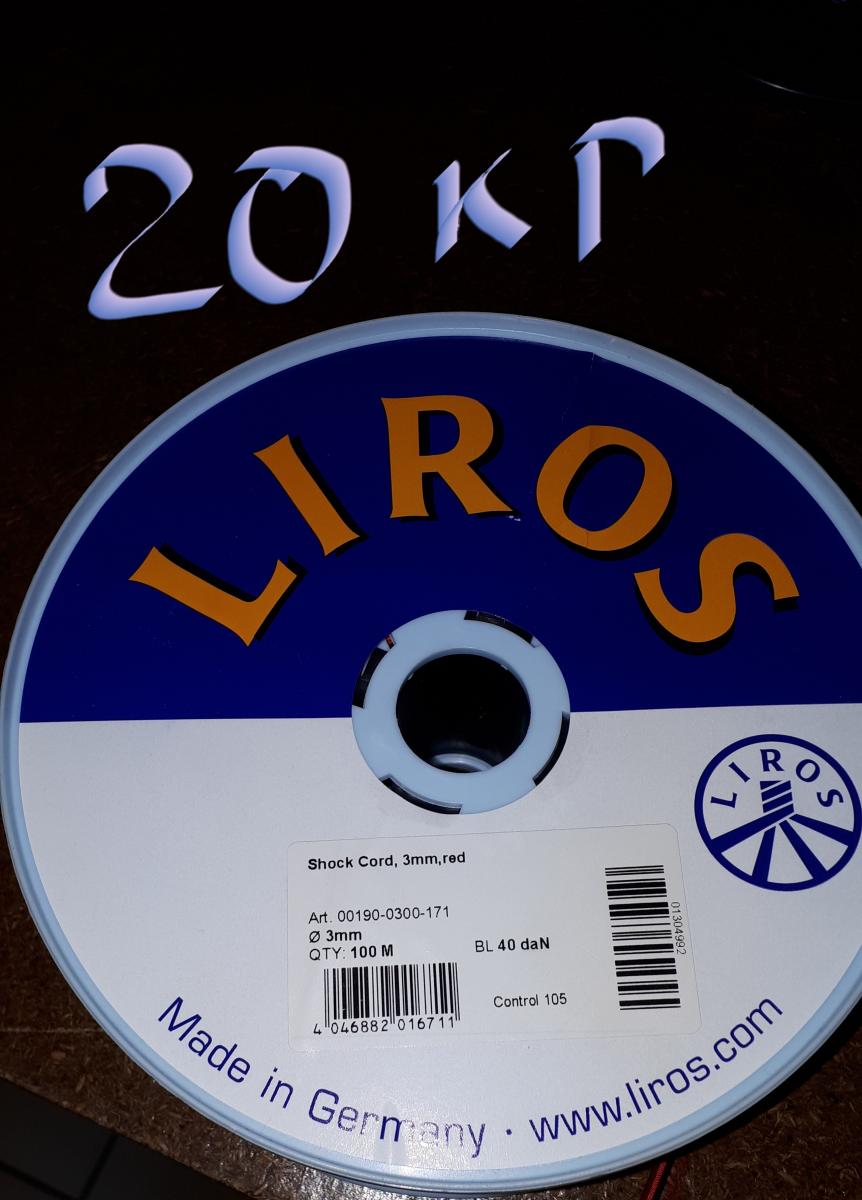 20 кг
LIROS
LIROS
Shock Cord, 3mm,red
Art. 00190-0300-171
Ø 3mm
QTY: 100 M
BL 40 daN
Control 105
4 046882 016711
01304992
Made in Germany · www.liros.com